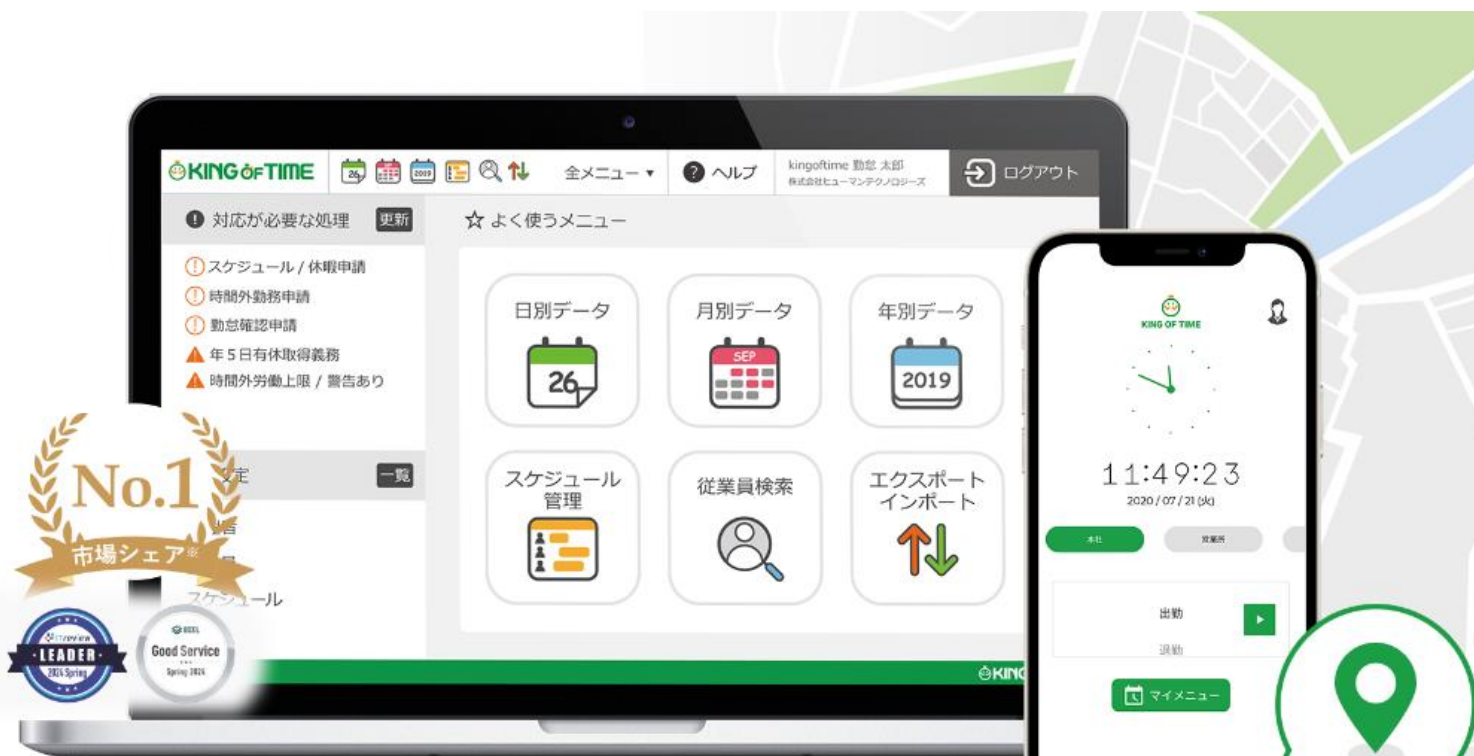 KING OF TIME
26
2019
全メニュー ▾
? ヘルプ
kingoftime 勤怠 太郎
株式会社ヒューマンテクノロジーズ
ログアウト
! 対応が必要な処理
更新
☆ よく使うメニュー
スケジュール / 休暇申請
時間外勤務申請
勤怠確認申請
年5日有休取得義務
時間外労働上限 / 警告あり
定
一覧
スケジュール
日別データ
26
月別データ
SEP
年別データ
2019
スケジュール
管理
従業員検索
エクスポート
インポート
KING
No.1
市場シェア※
ITreview
LEADER
2024 Spring
Good Service
Spring 2024
KING OF TIME
11:49:23
2020 / 07 / 21 (火)
本社
営業所
出勤
退勤
マイメニュー